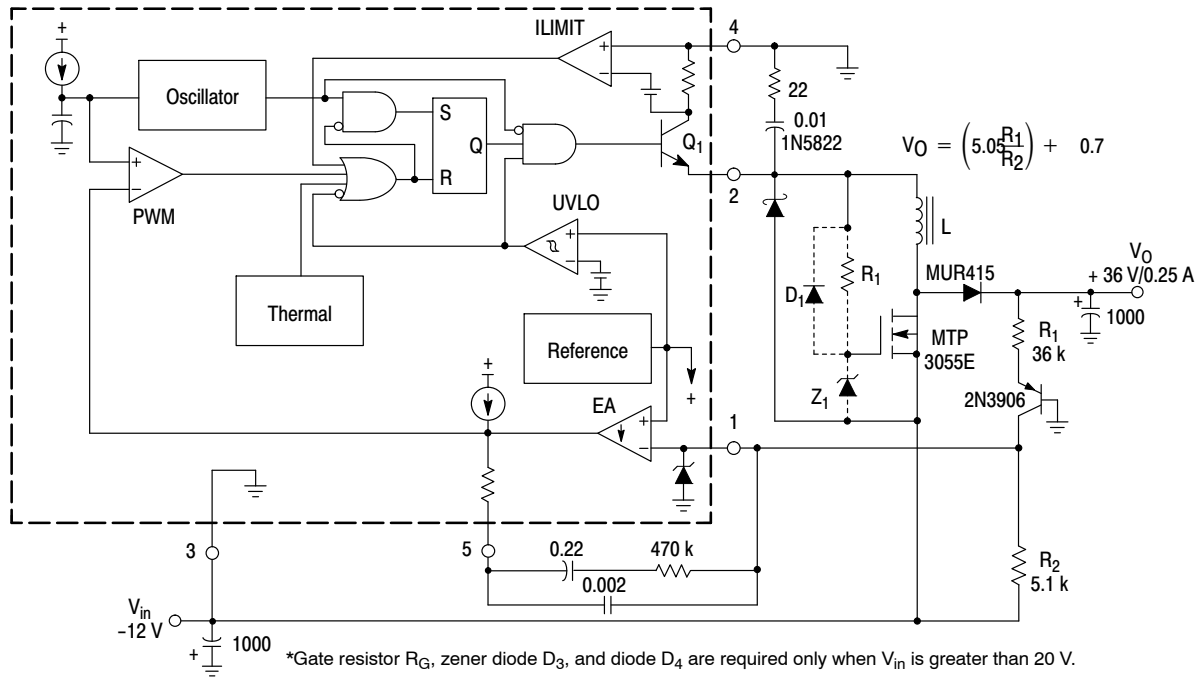 +
ILIMIT
+
−
4
Oscillator
22
S
0.01
1N5822
Q
Q1
VO = (5.05 R1/R2) + 0.7
+
−
R
2
PWM
UVLO
+
−
L
Thermal
MUR415
VO
+ 36 V/0.25 A
D1
R1
+
1000
Reference
MTP
3055E
R1
36 k
+
+
Z1
2N3906
EA
+
−
1
3
5
0.22
470 k
0.002
R2
5.1 k
Vin
−12 V
+
1000
*Gate resistor RG, zener diode D3, and diode D4 are required only when Vin is greater than 20 V.